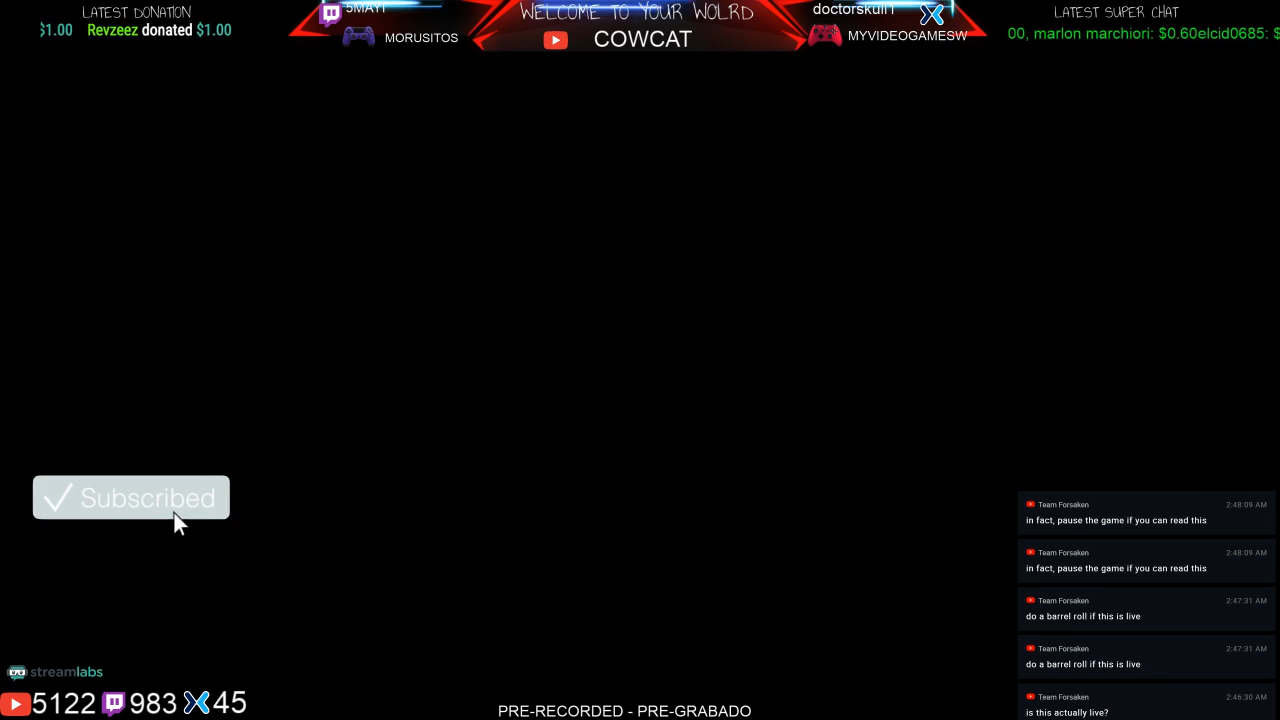 LATEST DONATION
$1.00 Revzeez donated $1.00
5MAYI
MORUSITOS
WELCOME TO YOUR WOLRD
COWCAT
doctorskull1
MYVIDEOGAMESW
LATEST SUPER CHAT
00, marlon marchiori: $0.60elcid0685: $
Subscribed
Team Forsaken 2:48:09 AM
in fact, pause the game if you can read this
Team Forsaken 2:48:09 AM
in fact, pause the game if you can read this
Team Forsaken 2:47:31 AM
do a barrel roll if this is live
Team Forsaken 2:47:31 AM
do a barrel roll if this is live
Team Forsaken 2:46:30 AM
is this actually live?
streamlabs
5122 983 45
PRE-RECORDED - PRE-GRABADO